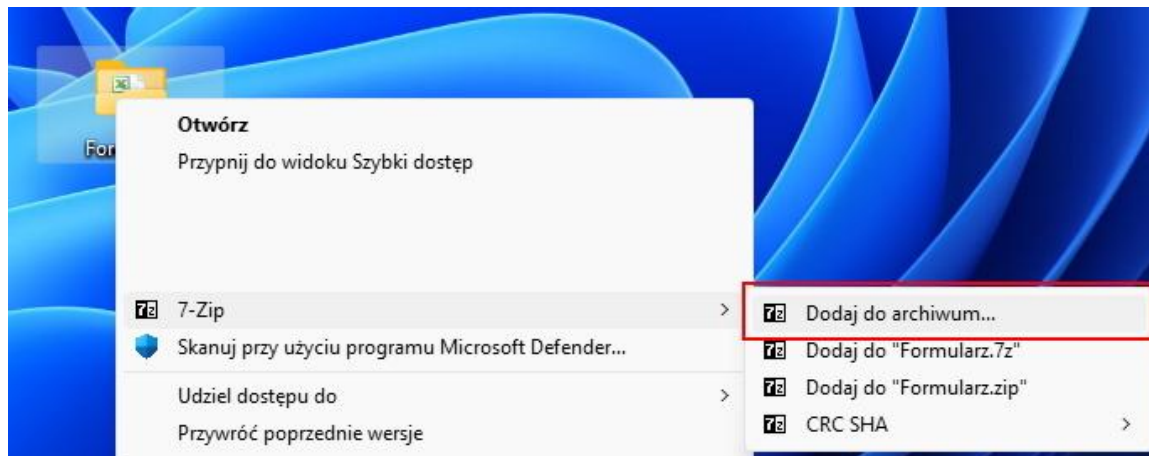 For
Otwórz
Przypnij do widoku Szybki dostęp
7-Zip
Skanuj przy użyciu programu Microsoft Defender...
Udziel dostępu do
Przywróć poprzednie wersje
Dodaj do archiwum...
Dodaj do "Formularz.7z"
Dodaj do "Formularz.zip"
CRC SHA